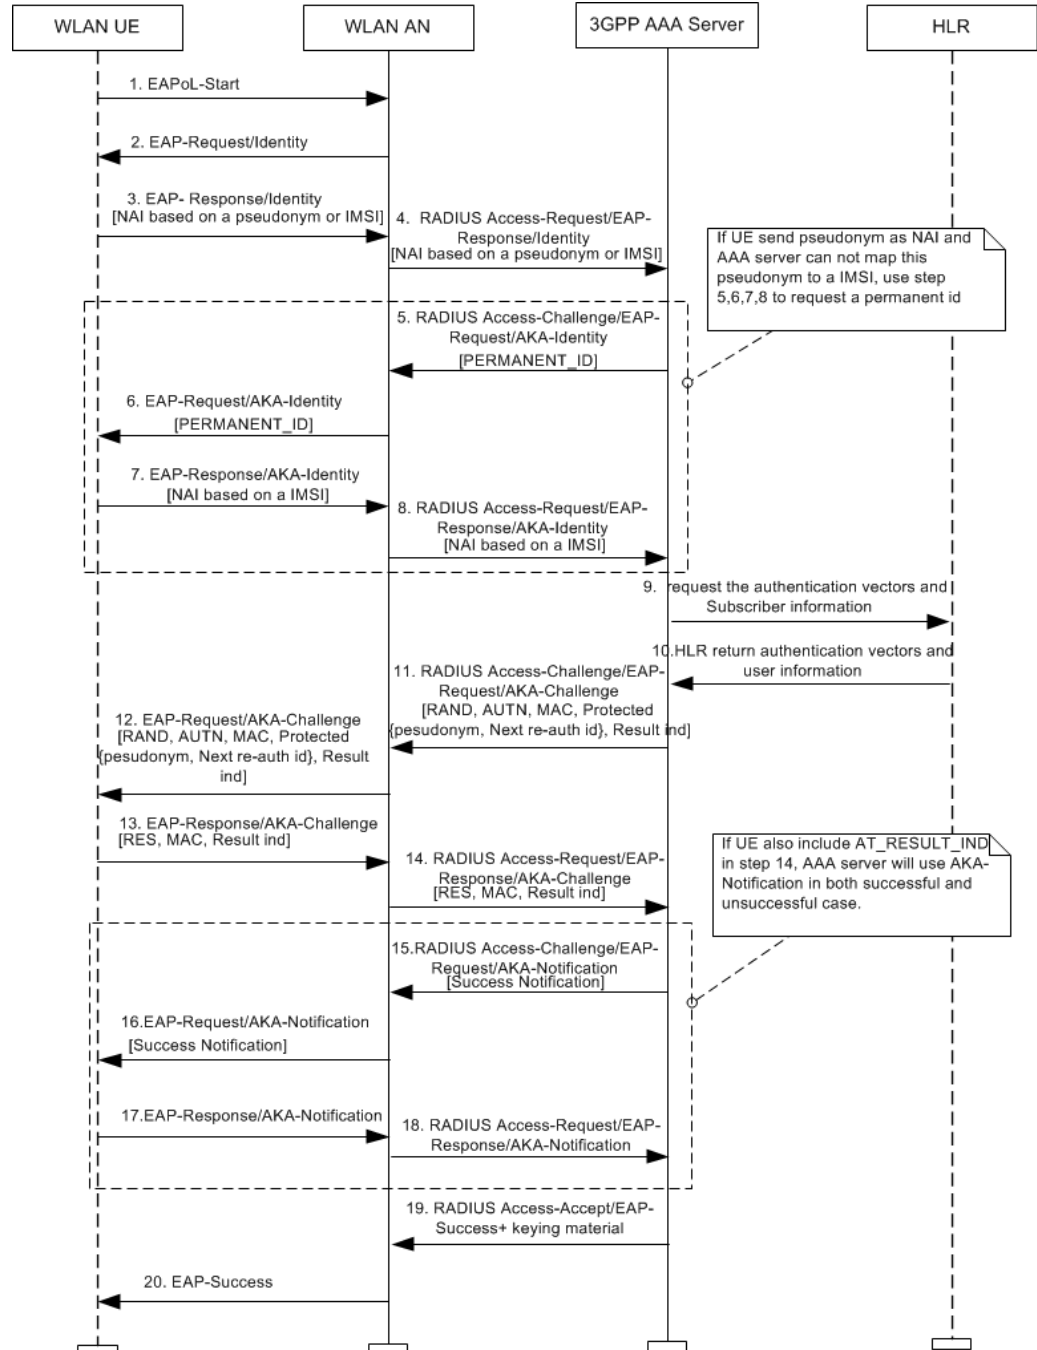 WLAN UE
WLAN AN
3GPP AAA Server
HLR
1. EAPoL-Start
2. EAP-Request/Identity
3. EAP- Response/Identity
[NAI based on a pseudonym or IMSI]
4.  RADIUS Access-Request/EAP-
Response/Identity
[NAI based on a pseudonym or IMSI]
If UE send pseudonym as NAI and
AAA server can not map this
pseudonym to a IMSI, use step
5,6,7,8 to request a permanent id
5. RADIUS Access-Challenge/EAP-
Request/AKA-Identity
[PERMANENT_ID]
6. EAP-Request/AKA-Identity
[PERMANENT_ID]
7. EAP-Response/AKA-Identity
[NAI based on a IMSI]
8. RADIUS Access-Request/EAP-
Response/AKA-Identity
[NAI based on a IMSI]
9.  request the authentication vectors and
Subscriber information
10.HLR return authentication vectors and
user information
11. RADIUS Access-Challenge/EAP-
Request/AKA-Challenge
[RAND, AUTN, MAC, Protected
{pesudonym, Next re-auth id}, Result ind]
12. EAP-Request/AKA-Challenge
[RAND, AUTN, MAC, Protected
{pesudonym, Next re-auth id}, Result
ind]
13. EAP-Response/AKA-Challenge
[RES, MAC, Result ind]
14. RADIUS Access-Request/EAP-
Response/AKA-Challenge
[RES, MAC, Result ind]
If UE also include AT_RESULT_IND
in step 14, AAA server will use AKA-
Notification in both successful and
unsuccessful case.
15.RADIUS Access-Challenge/EAP-
Request/AKA-Notification
[Success Notification]
16.EAP-Request/AKA-Notification
[Success Notification]
17.EAP-Response/AKA-Notification
18. RADIUS Access-Request/EAP-
Response/AKA-Notification
19. RADIUS Access-Accept/EAP-
Success+ keying material
20. EAP-Success